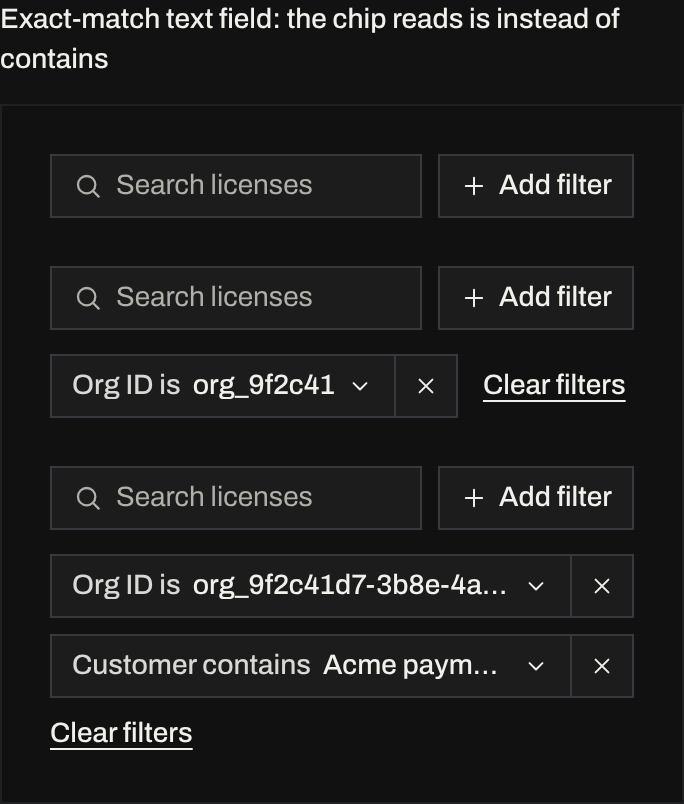 Exact-match text field: the chip reads is instead of
contains
Search licenses
Add filter
Search licenses
Add filter
Org ID is org_9f2c41
Clear filters
Search licenses
Add filter
Org ID is org_9f2c41d7-3b8e-4a...
Customer contains Acme paym...
Clear filters